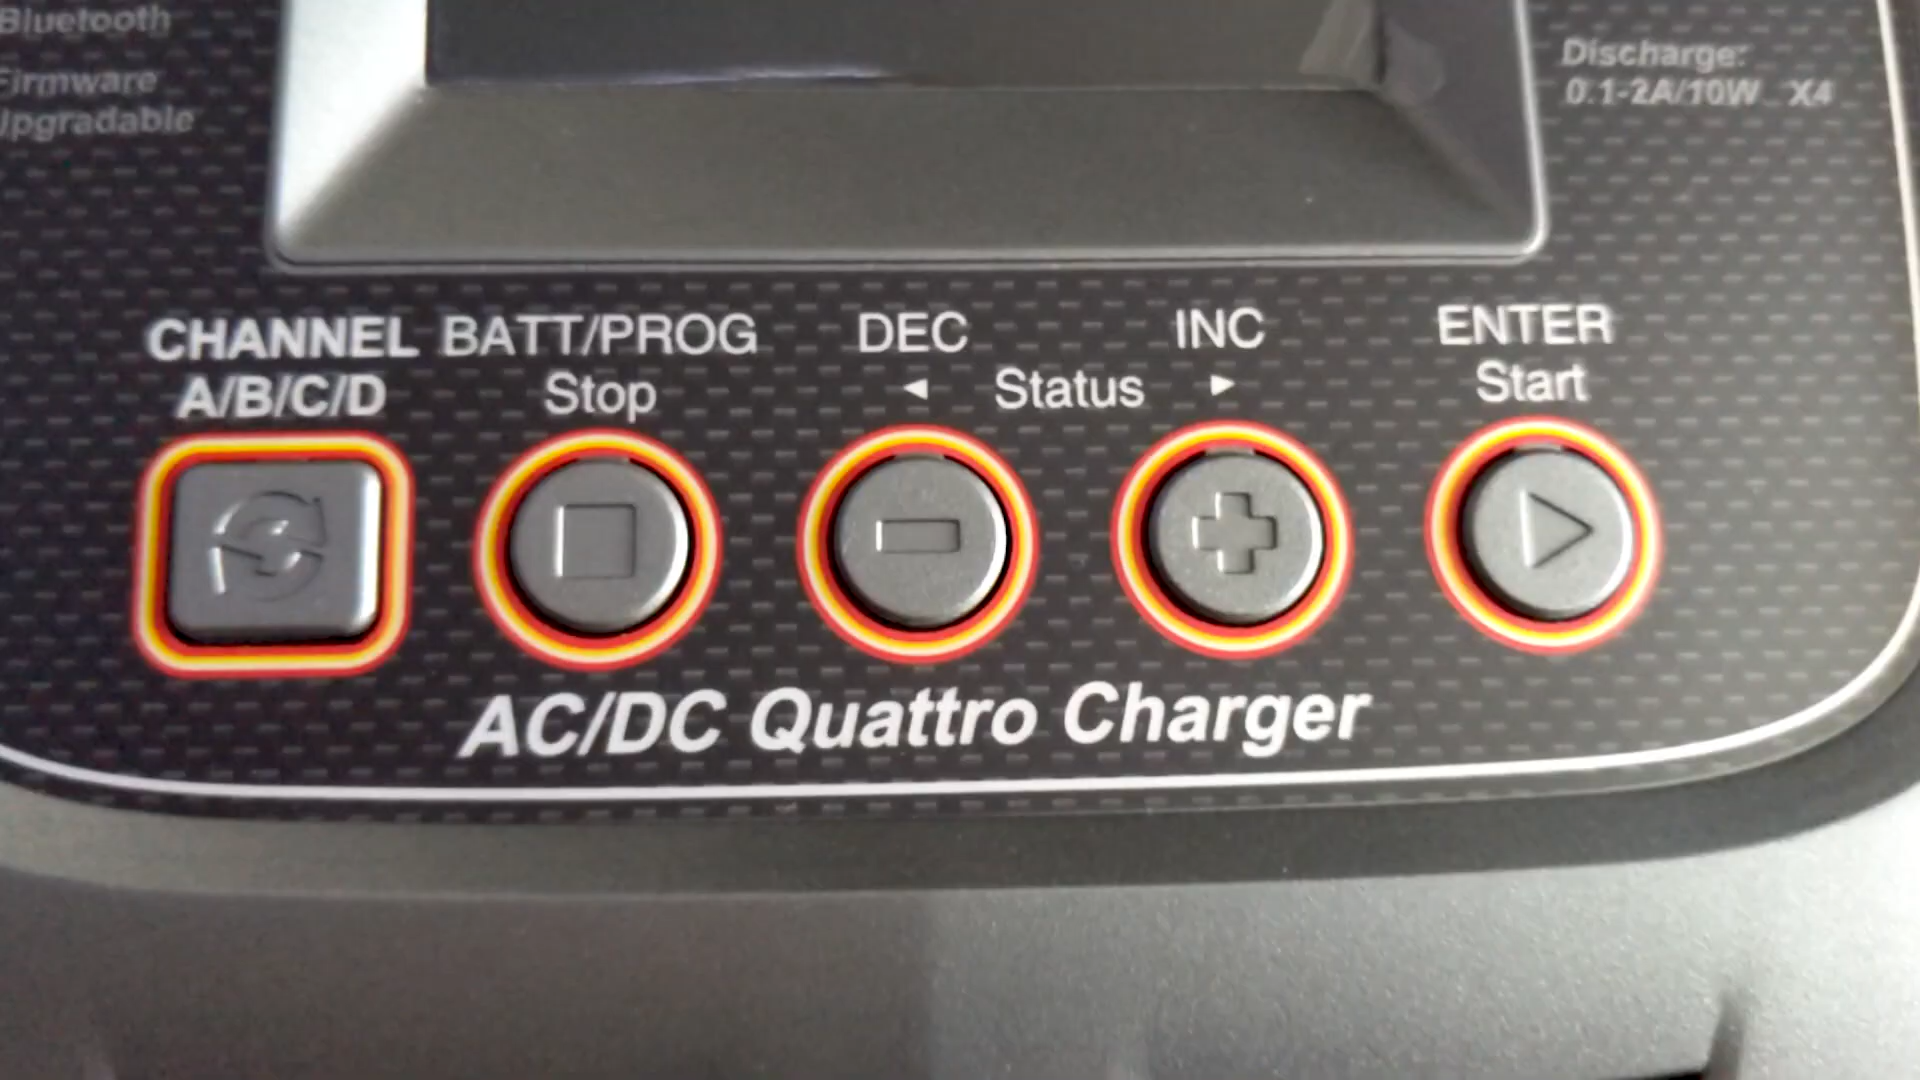 Bluetooth
Firmware
Upgradable
Discharge:
0.1-2A/10W X4
CHANNEL
A/B/C/D
BATT/PROG
Stop
DEC
INC
◄ Status ►
ENTER
Start
AC/DC Quattro Charger